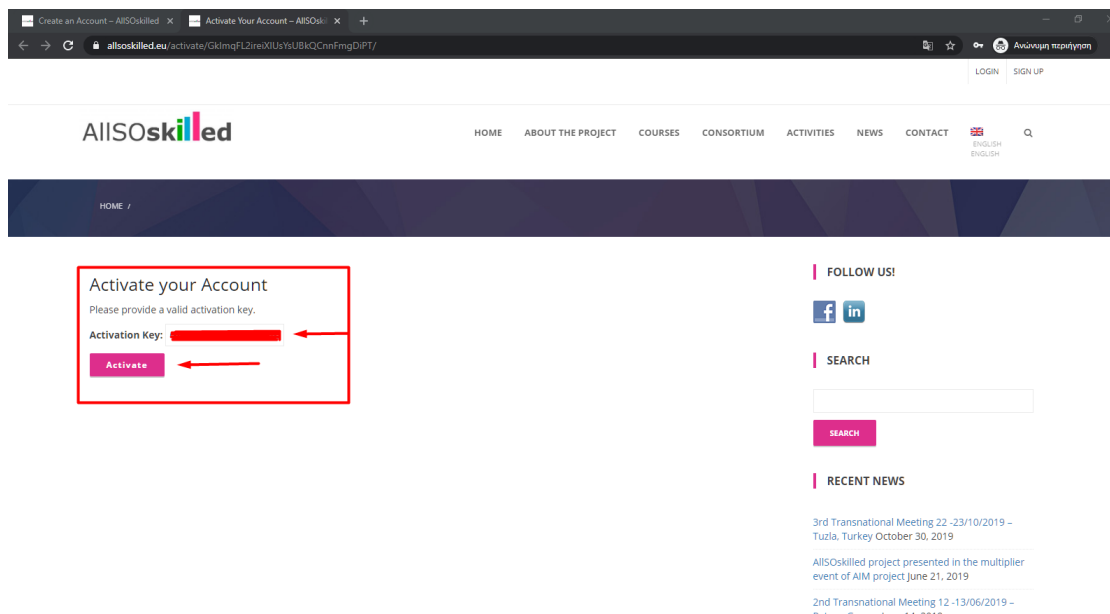 Create an Account – AllSOskilled
Activate Your Account – AllSOskil
allsoskilled.eu/activate/GklmqFL2ireiXlUsYsUBkQCnnFmgDiPT/
Ανώνυμη περιήγηση
LOGIN SIGN UP
AllSOskilled
HOME ABOUT THE PROJECT COURSES CONSORTIUM ACTIVITIES NEWS CONTACT
ENGLISH
ENGLISH
HOME /
Activate your Account
Please provide a valid activation key.
Activation Key:
Activate
FOLLOW US!
f in
SEARCH
SEARCH
RECENT NEWS
3rd Transnational Meeting 22 -23/10/2019 –
Tuzla, Turkey October 30, 2019
AllSOskilled project presented in the multiplier
event of AIM project June 21, 2019
2nd Transnational Meeting 12 -13/06/2019 –